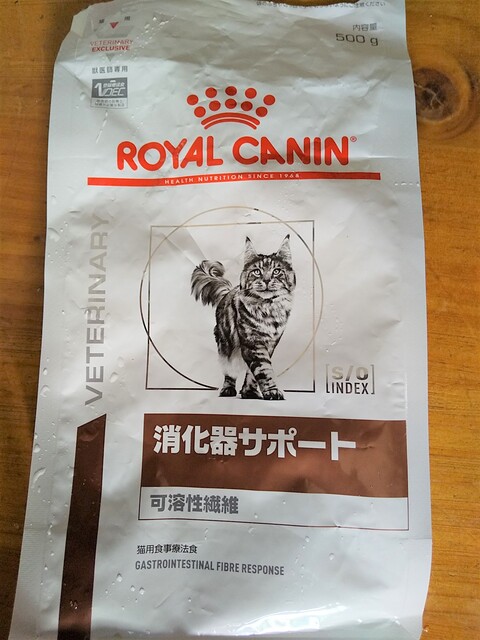 内容量
500 g
VETERINARY
EXCLUSIVE
獣医師専用
ROYAL CANIN®
HEALTH NUTRITION SINCE 1968
VETERINARY
S/O
INDEX
消化器サポート
可溶性繊維
猫用食事療法食
GASTROINTESTINAL FIBRE RESPONSE